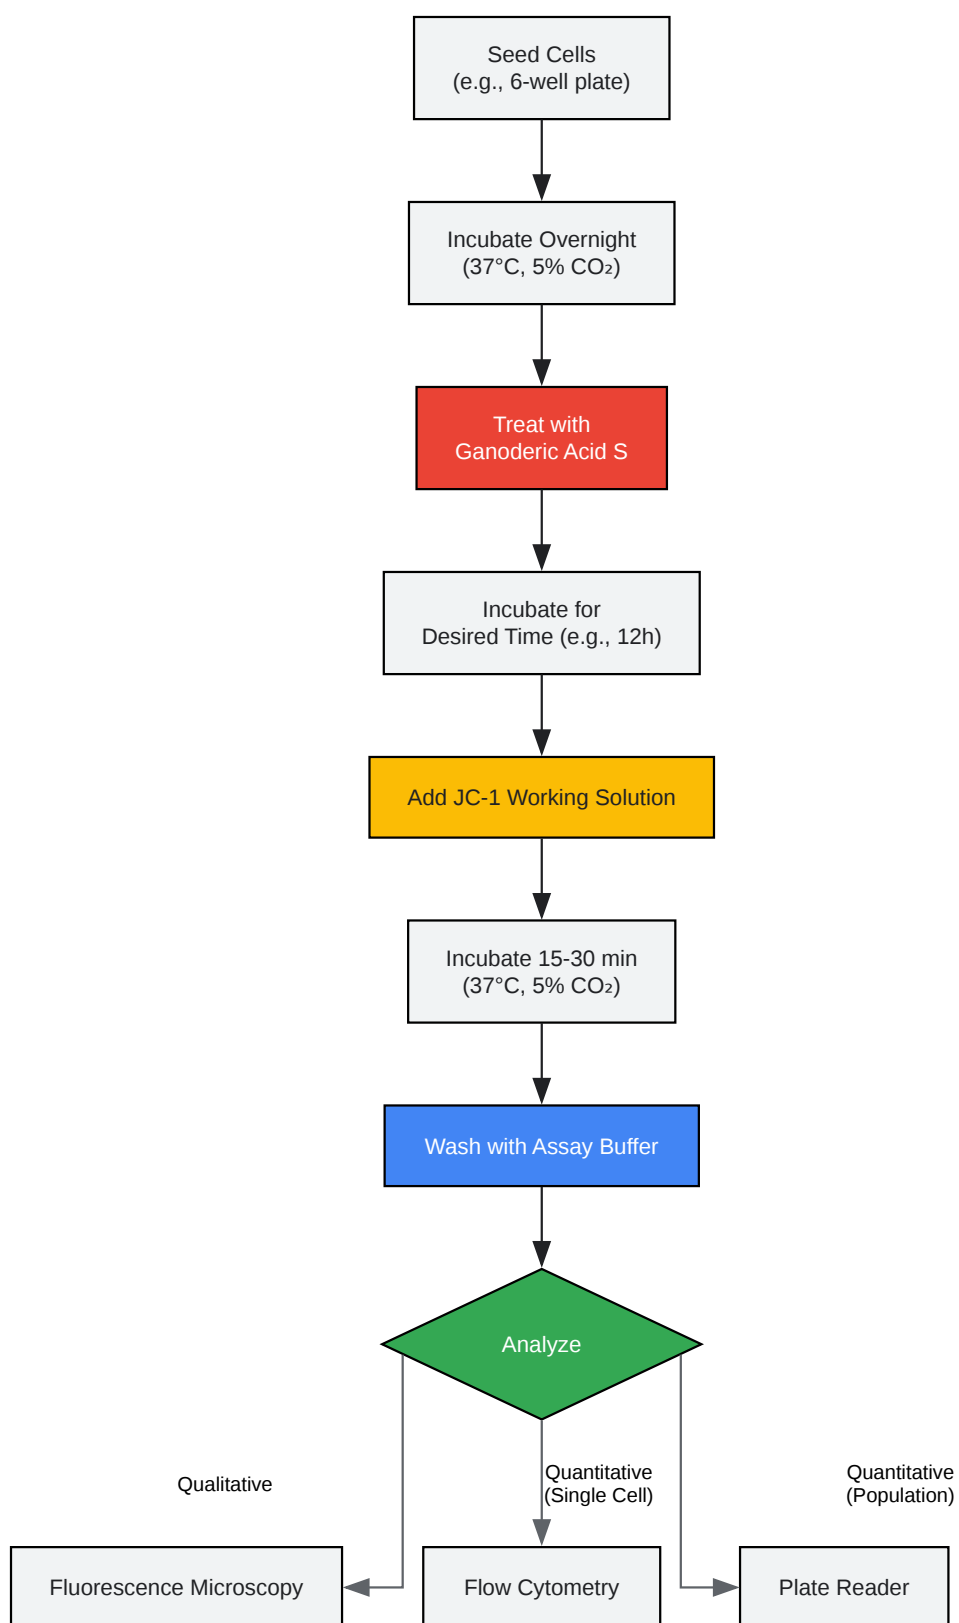 Seed Cells
(e.g., 6-well plate)
Incubate Overnight
(37°C, 5% CO₂)
Treat with
Ganoderic Acid S
Incubate for
Desired Time (e.g., 12h)
Add JC-1 Working Solution
Incubate 15-30 min
(37°C, 5% CO₂)
Wash with Assay Buffer
Analyze
Qualitative
Quantitative
(Single Cell)
Quantitative
(Population)
Fluorescence Microscopy
Flow Cytometry
Plate Reader